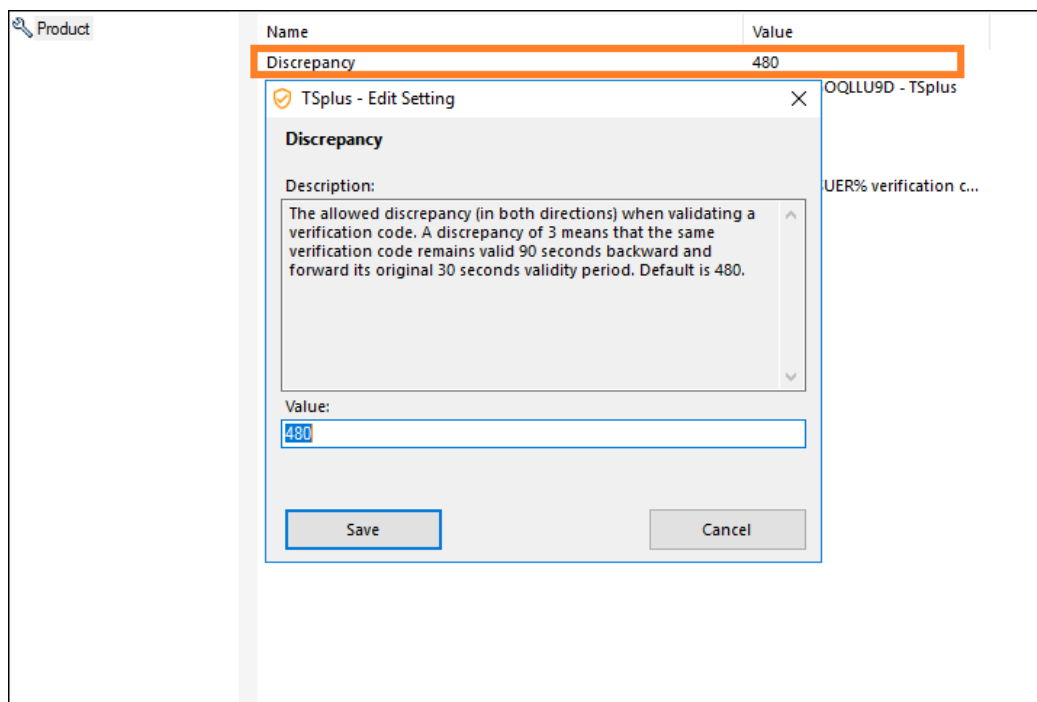 Product
Name Value
Discrepancy 480
TSplus - Edit Setting
OQLLU9D - TSplus
Discrepancy
Description:
UER% verification c...
The allowed discrepancy (in both directions) when validating a
verification code. A discrepancy of 3 means that the same
verification code remains valid 90 seconds backward and
forward its original 30 seconds validity period. Default is 480.
Value:
480
Save Cancel